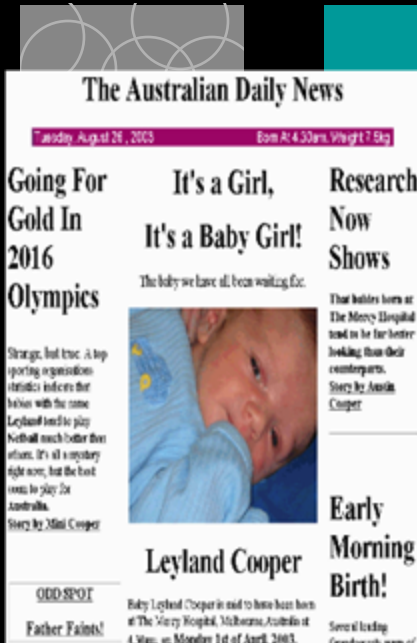 The Australian Daily News
Tuesday, August 26, 2003
Born At 4.30am. Weight 7.5kg
Going For
Gold In
2016
Olympics
Strange, but true. A top
sporting organisations
statistics indicate that
babies with the name
Leyland tend to play
Netball much better than
others. It's all a mystery
right now, but the best
seem to play for
Australia.
Story by Mini Cooper
ODD SPOT
Father Faints!
It's a Girl,
It's a Baby Girl!
The baby we have all been waiting for.
Leyland Cooper
Baby Leyland Cooper is said to have been born
at The Mercy Hospital, Melbourne, Australia at
on Monday 1st of April, 2003.
Research
Now
Shows
That babies born at
The Mercy Hospital
tend to be far better
looking than their
counterparts.
Story by Austin
Cooper
Early
Morning
Birth!
Several leading